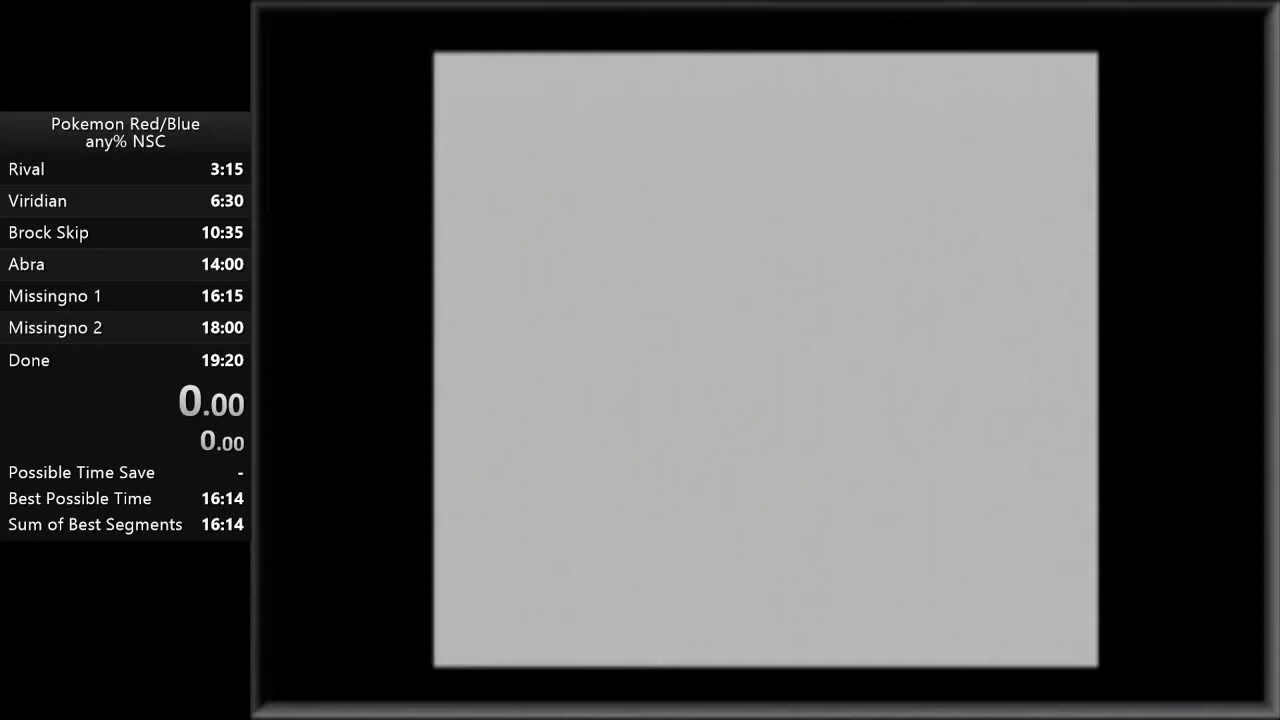 Pokemon Red/Blue
any% NSC
Rival 3:15
Viridian 6:30
Brock Skip 10:35
Abra 14:00
Missingno 1 16:15
Missingno 2 18:00
Done 19:20
0.00
0.00
Possible Time Save -
Best Possible Time 16:14
Sum of Best Segments 16:14